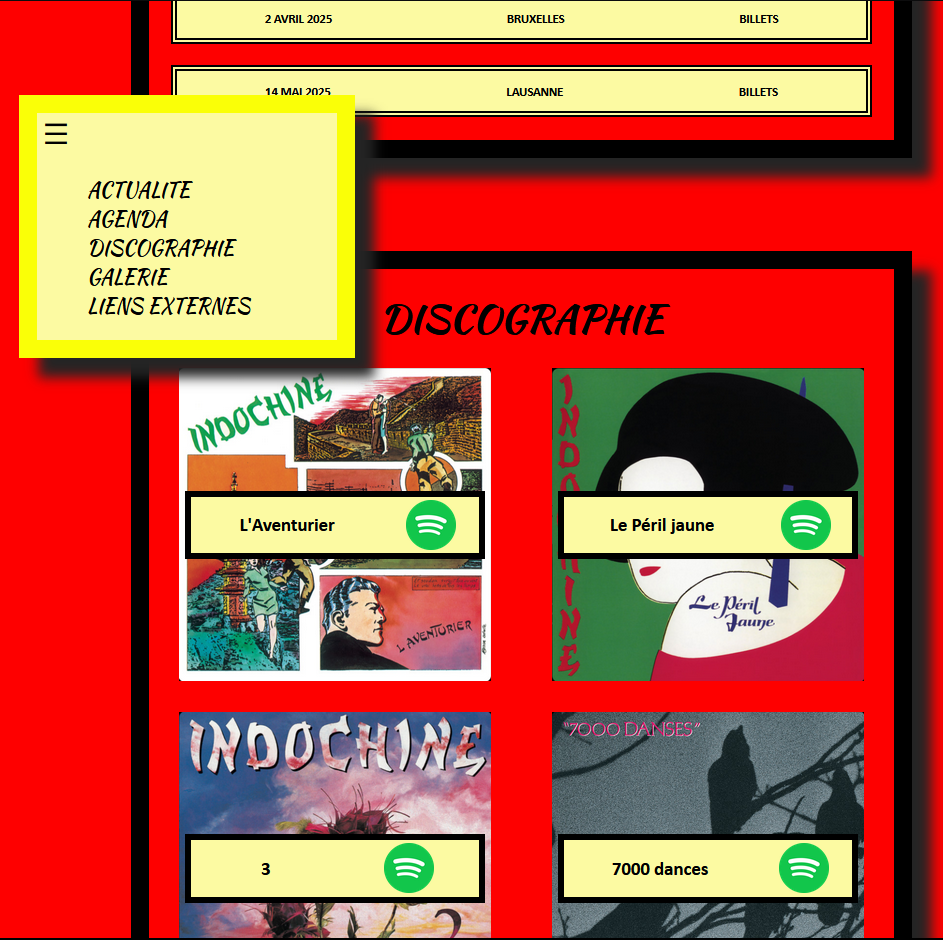 2 AVRIL 2025 BRUXELLES BILLETS
14 MAI 2025 LAUSANNE BILLETS
ACTUALITE
AGENDA
DISCOGRAPHIE
GALERIE
LIENS EXTERNES
DISCOGRAPHIE
INDOCHINE
L'Aventurier
L'AVENTURIER
INDOCHINE
Le Péril jaune
Le Péril
Jaune
INDOCHINE
3
"7000 DANSES"
7000 dances